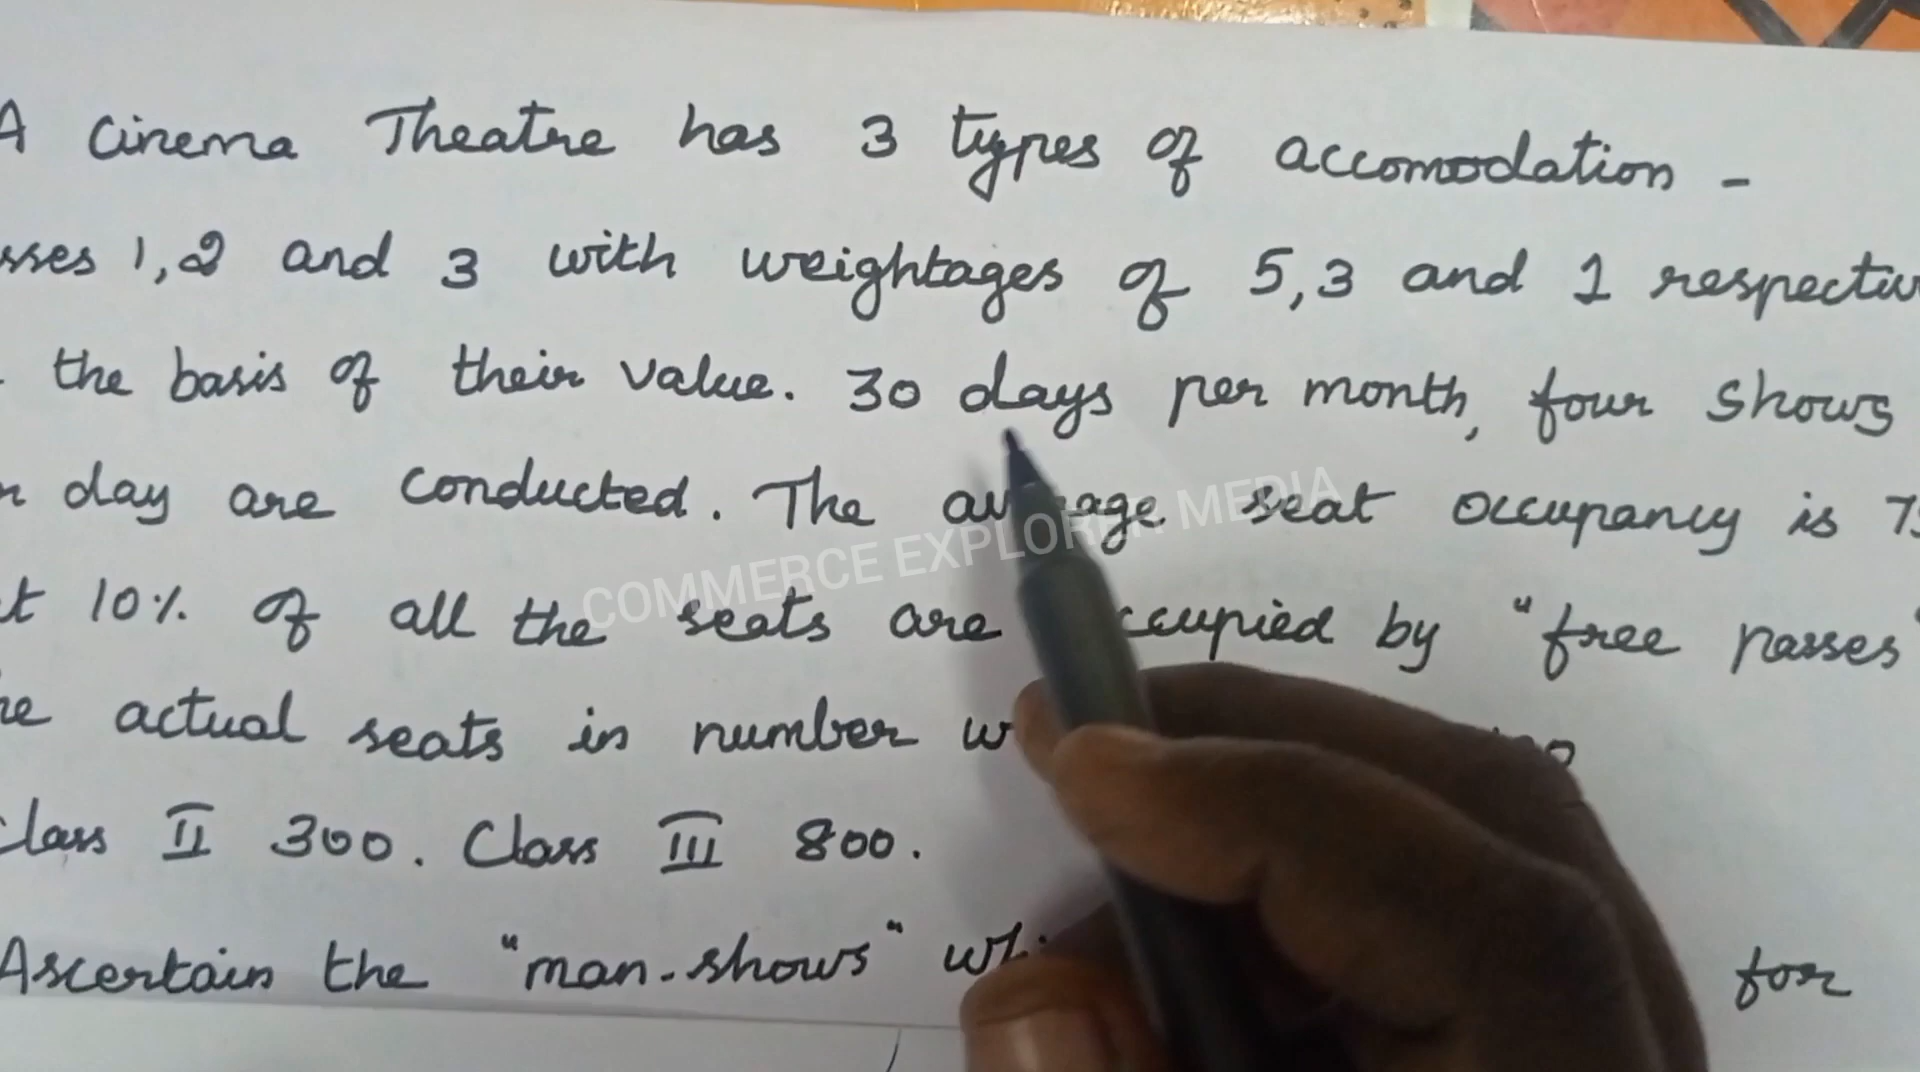 A Cinema Theatre has 3 types of accomodation -
sses 1,2 and 3 with weightages of 5,3 and 1 respectiv
the basis of their value. 30 days per month, four shows
day are conducted. The age seat occupancy is 7
t 10% of all the seats are ccupied by "free passes"
he actual seats in number w
Class II 300. Class III 800.
Ascertain the "man-shows" whi for
COMMERCE EXPLORER MEDIA